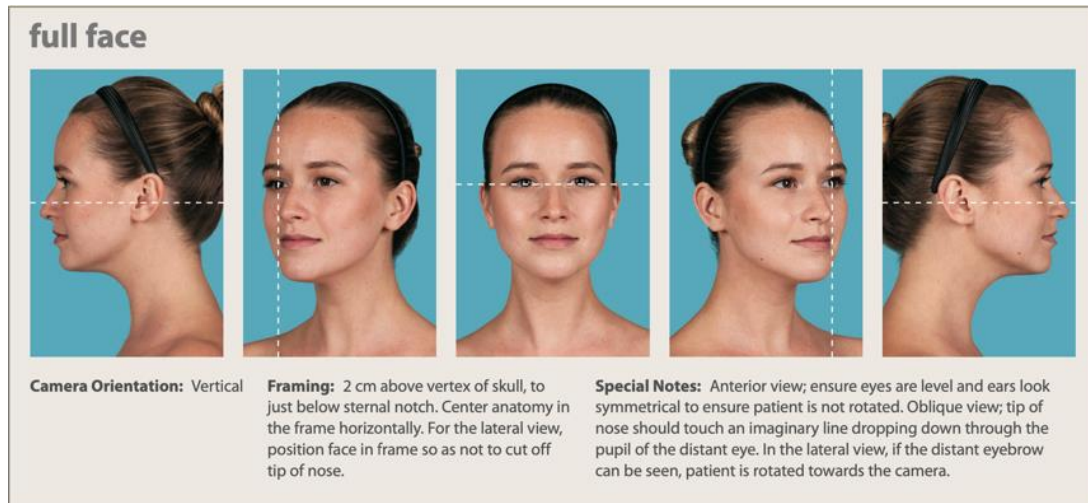 full face
Camera Orientation: Vertical
Framing: 2 cm above vertex of skull, to
just below sternal notch. Center anatomy in
the frame horizontally. For the lateral view,
position face in frame so as not to cut off
tip of nose.
Special Notes: Anterior view; ensure eyes are level and ears look
symmetrical to ensure patient is not rotated. Oblique view; tip of
nose should touch an imaginary line dropping down through the
pupil of the distant eye. In the lateral view, if the distant eyebrow
can be seen, patient is rotated towards the camera.